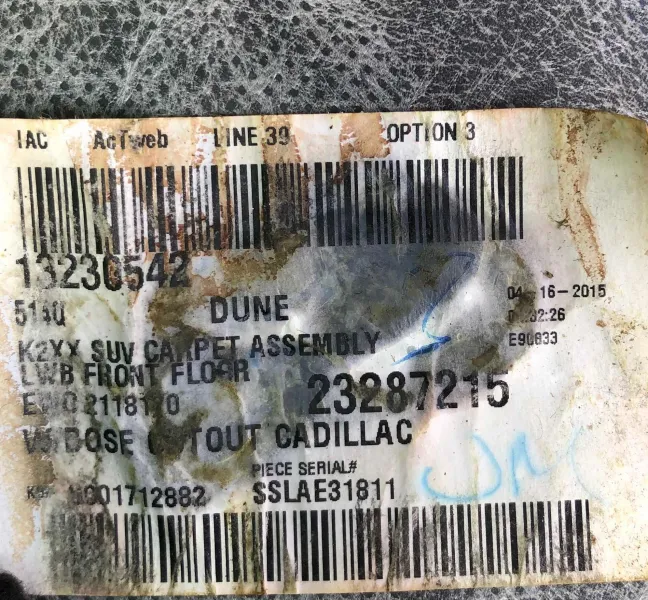 IAC AcTweb LINE 39 OPTION 3
13230542
DUNE 04-16-2015
:26
K2XX SUV CARPET ASSEMBLY E90833
LWB FRONT FLOOR
23287215
CADILLAC
PIECE SERIAL#
SSLAE31811